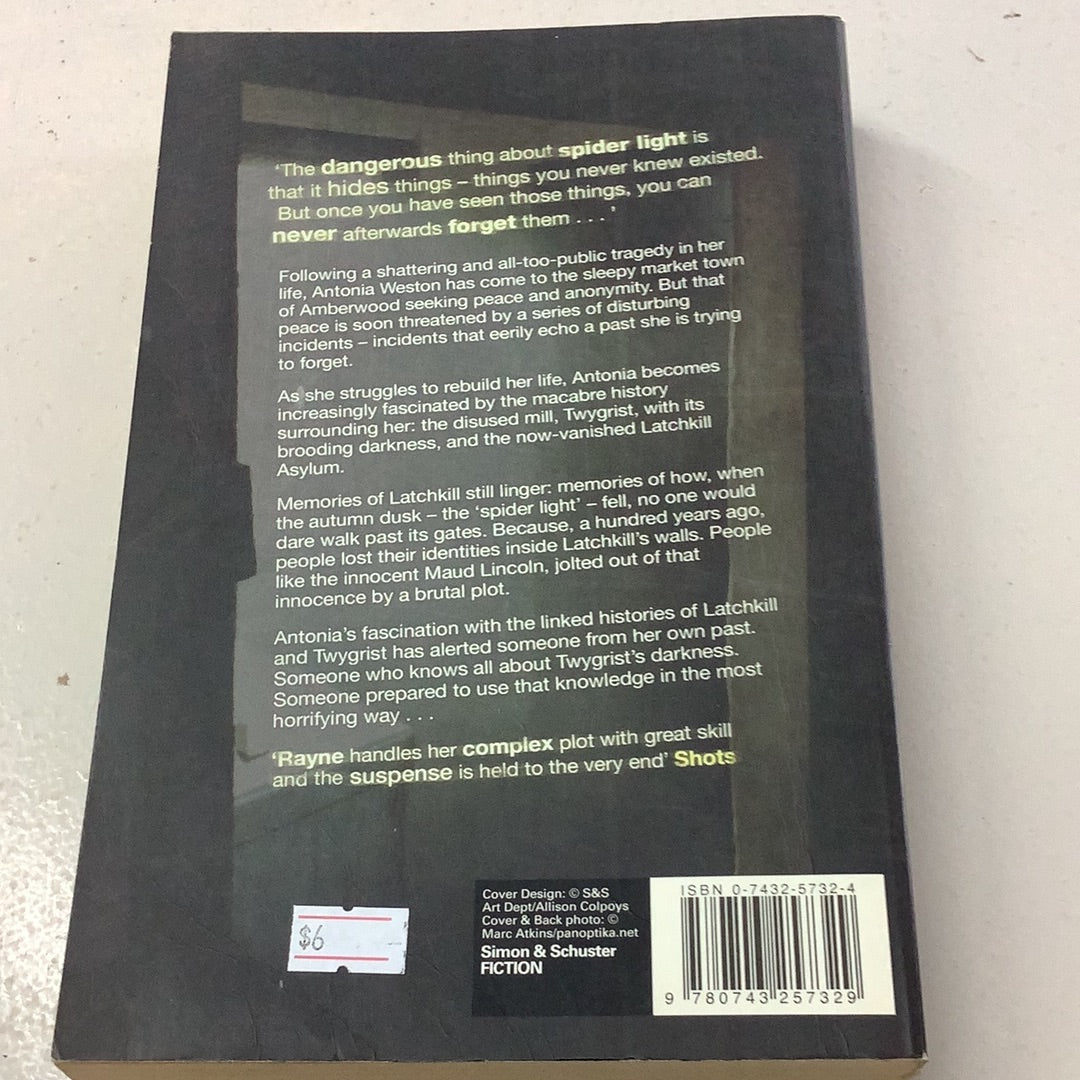 'The dangerous thing about spider light is
that it hides things – things you never knew existed.
But once you have seen those things, you can
never afterwards forget them . . .'
Following a shattering and all-too-public tragedy in her
life, Antonia Weston has come to the sleepy market town
of Amberwood seeking peace and anonymity. But that
peace is soon threatened by a series of disturbing
incidents – incidents that eerily echo a past she is trying
to forget.
As she struggles to rebuild her life, Antonia becomes
increasingly fascinated by the macabre history
surrounding her: the disused mill, Twygrist, with its
brooding darkness, and the now-vanished Latchkill
Asylum.
Memories of Latchkill still linger: memories of how, when
the autumn dusk – the 'spider light' – fell, no one would
dare walk past its gates. Because, a hundred years ago,
people lost their identities inside Latchkill's walls. People
like the innocent Maud Lincoln, jolted out of that
innocence by a brutal plot.
Antonia's fascination with the linked histories of Latchkill
and Twygrist has alerted someone from her own past.
Someone who knows all about Twygrist's darkness.
Someone prepared to use that knowledge in the most
horrifying way . . .
'Rayne handles her complex plot with great skill
and the suspense is held to the very end' Shots
$6
Cover Design: © S&S
Art Dept/Allison Colpoys
Cover & Back photo: ©
Marc Atkins/panoptika.net
Simon & Schuster
FICTION
ISBN 0-7432-5732-4
9 780743 257329